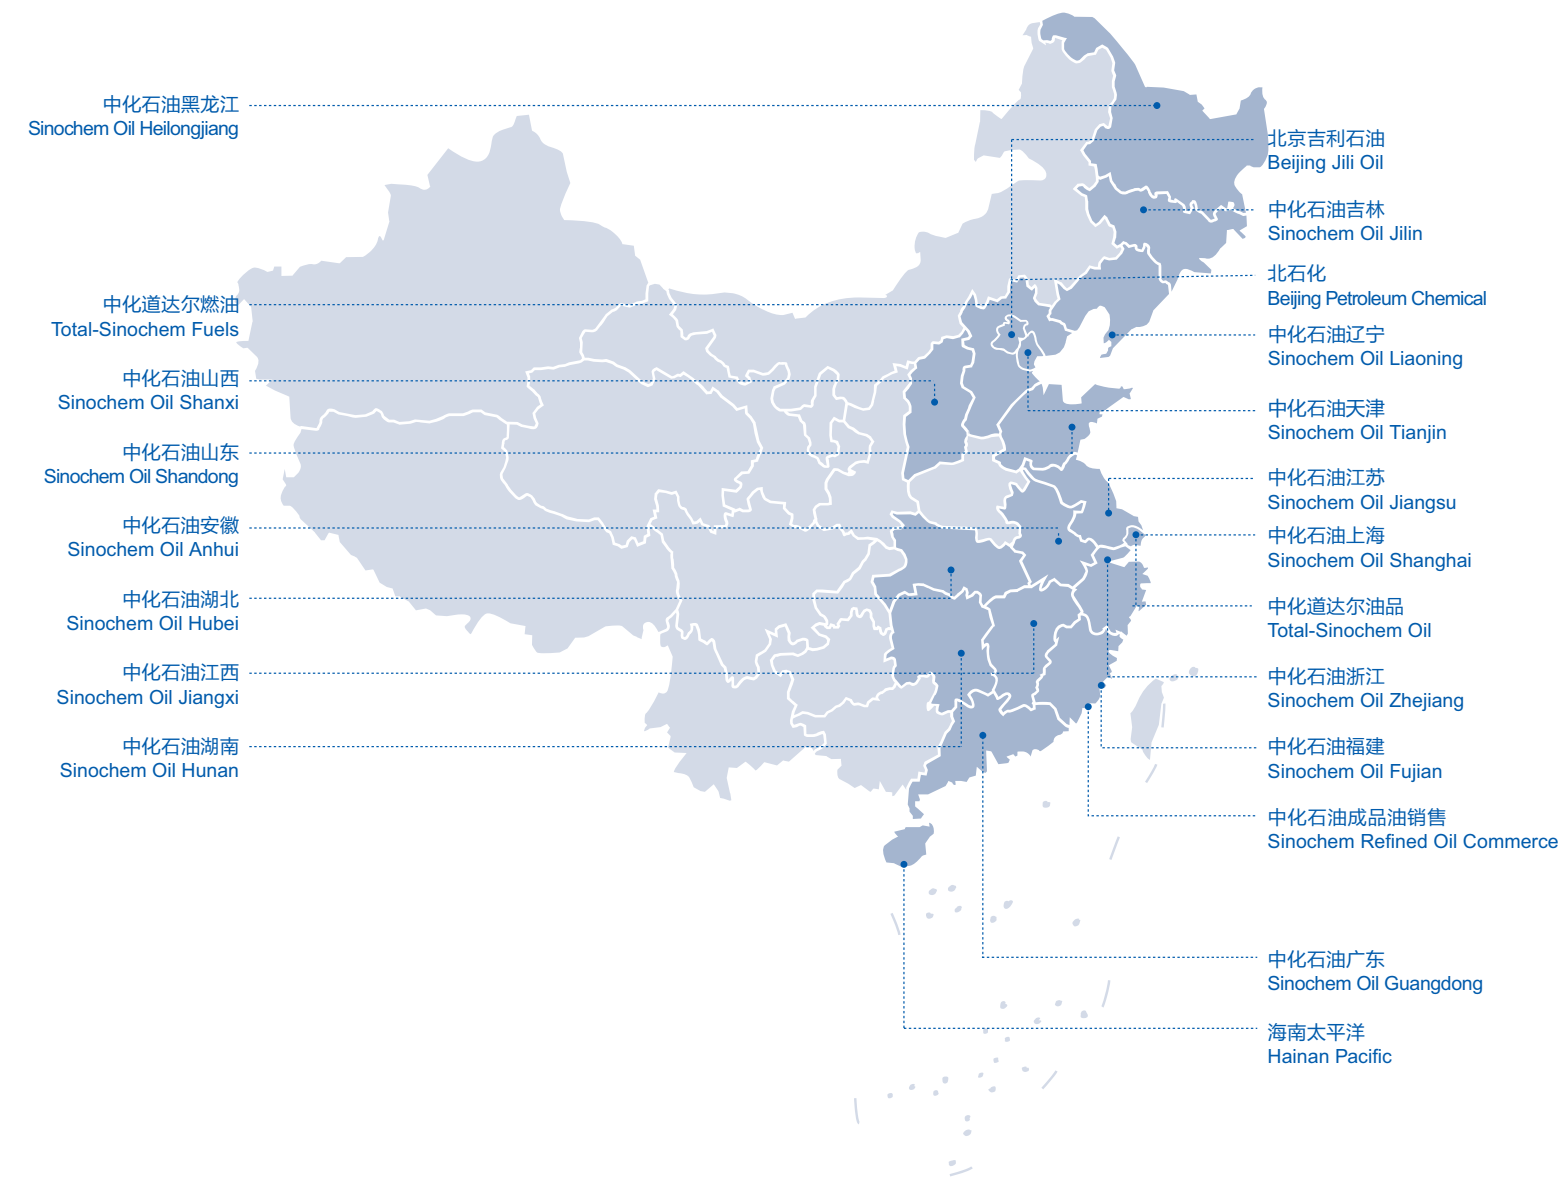 中化石油黑龙江
Sinochem Oil Heilongjiang
中化道达尔燃油
Total-Sinochem Fuels
中化石油山西
Sinochem Oil Shanxi
中化石油山东
Sinochem Oil Shandong
中化石油安徽
Sinochem Oil Anhui
中化石油湖北
Sinochem Oil Hubei
中化石油江西
Sinochem Oil Jiangxi
中化石油湖南
Sinochem Oil Hunan
北京吉利石油
Beijing Jili Oil
中化石油吉林
Sinochem Oil Jilin
北石化
Beijing Petroleum Chemical
中化石油辽宁
Sinochem Oil Liaoning
中化石油天津
Sinochem Oil Tianjin
中化石油江苏
Sinochem Oil Jiangsu
中化石油上海
Sinochem Oil Shanghai
中化道达尔油品
Total-Sinochem Oil
中化石油浙江
Sinochem Oil Zhejiang
中化石油福建
Sinochem Oil Fujian
中化石油成品油销售
Sinochem Refined Oil Commerce
中化石油广东
Sinochem Oil Guangdong
海南太平洋
Hainan Pacific